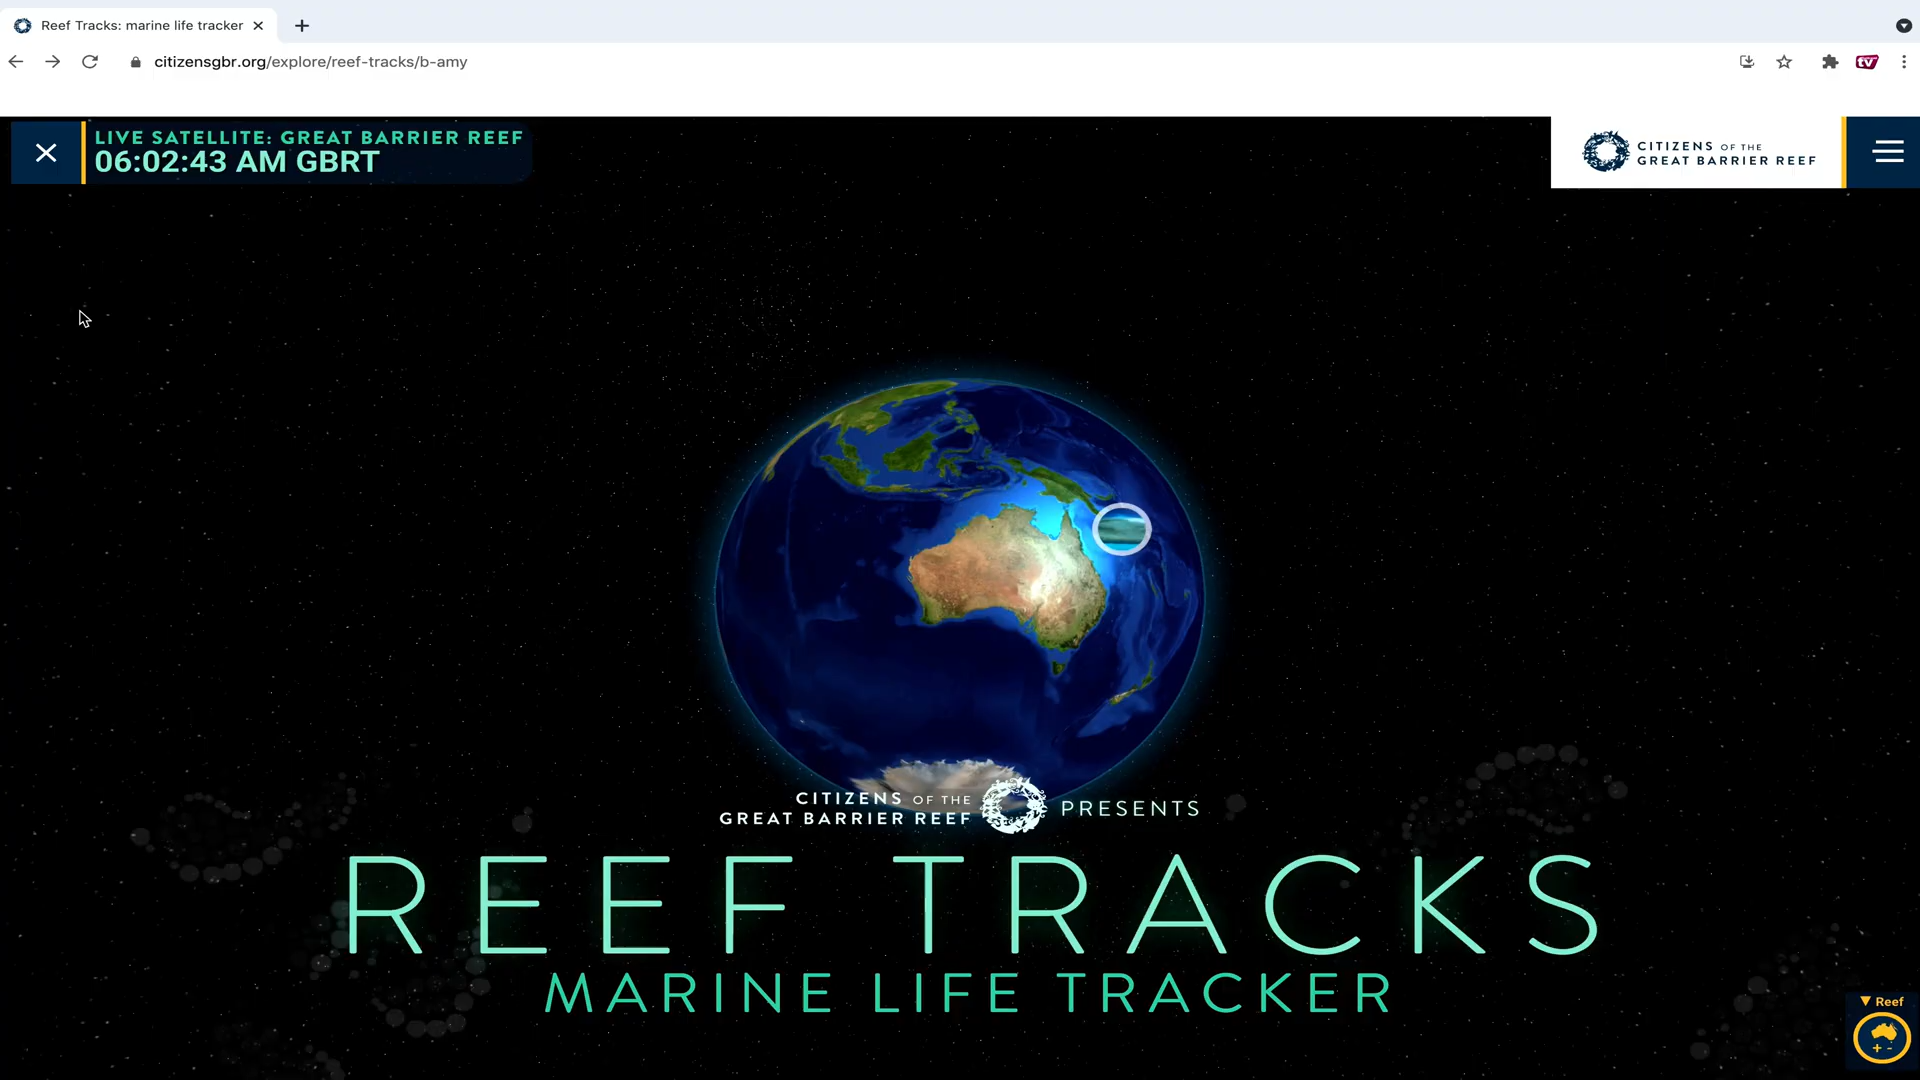 Reef Tracks: marine life tracker
citizensgbr.org/explore/reef-tracks/b-amy
tv
LIVE SATELLITE: GREAT BARRIER REEF
06:02:43 AM GBRT
CITIZENS OF THE
GREAT BARRIER REEF
CITIZENS OF THE
GREAT BARRIER REEF
PRESENTS
REEF TRACKS
MARINE LIFE TRACKER
▼ Reef
+ -